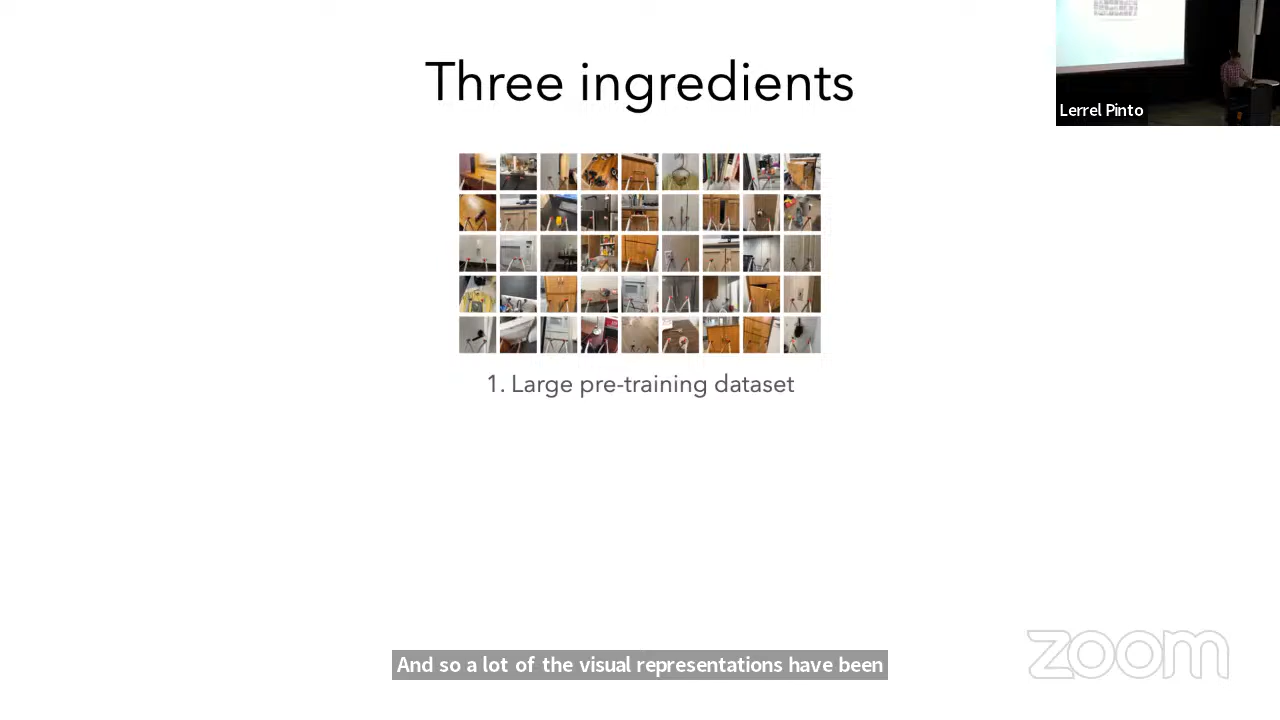 Three ingredients
Lerrel Pinto
1. Large pre-training dataset
And so a lot of the visual representations have been
zoom